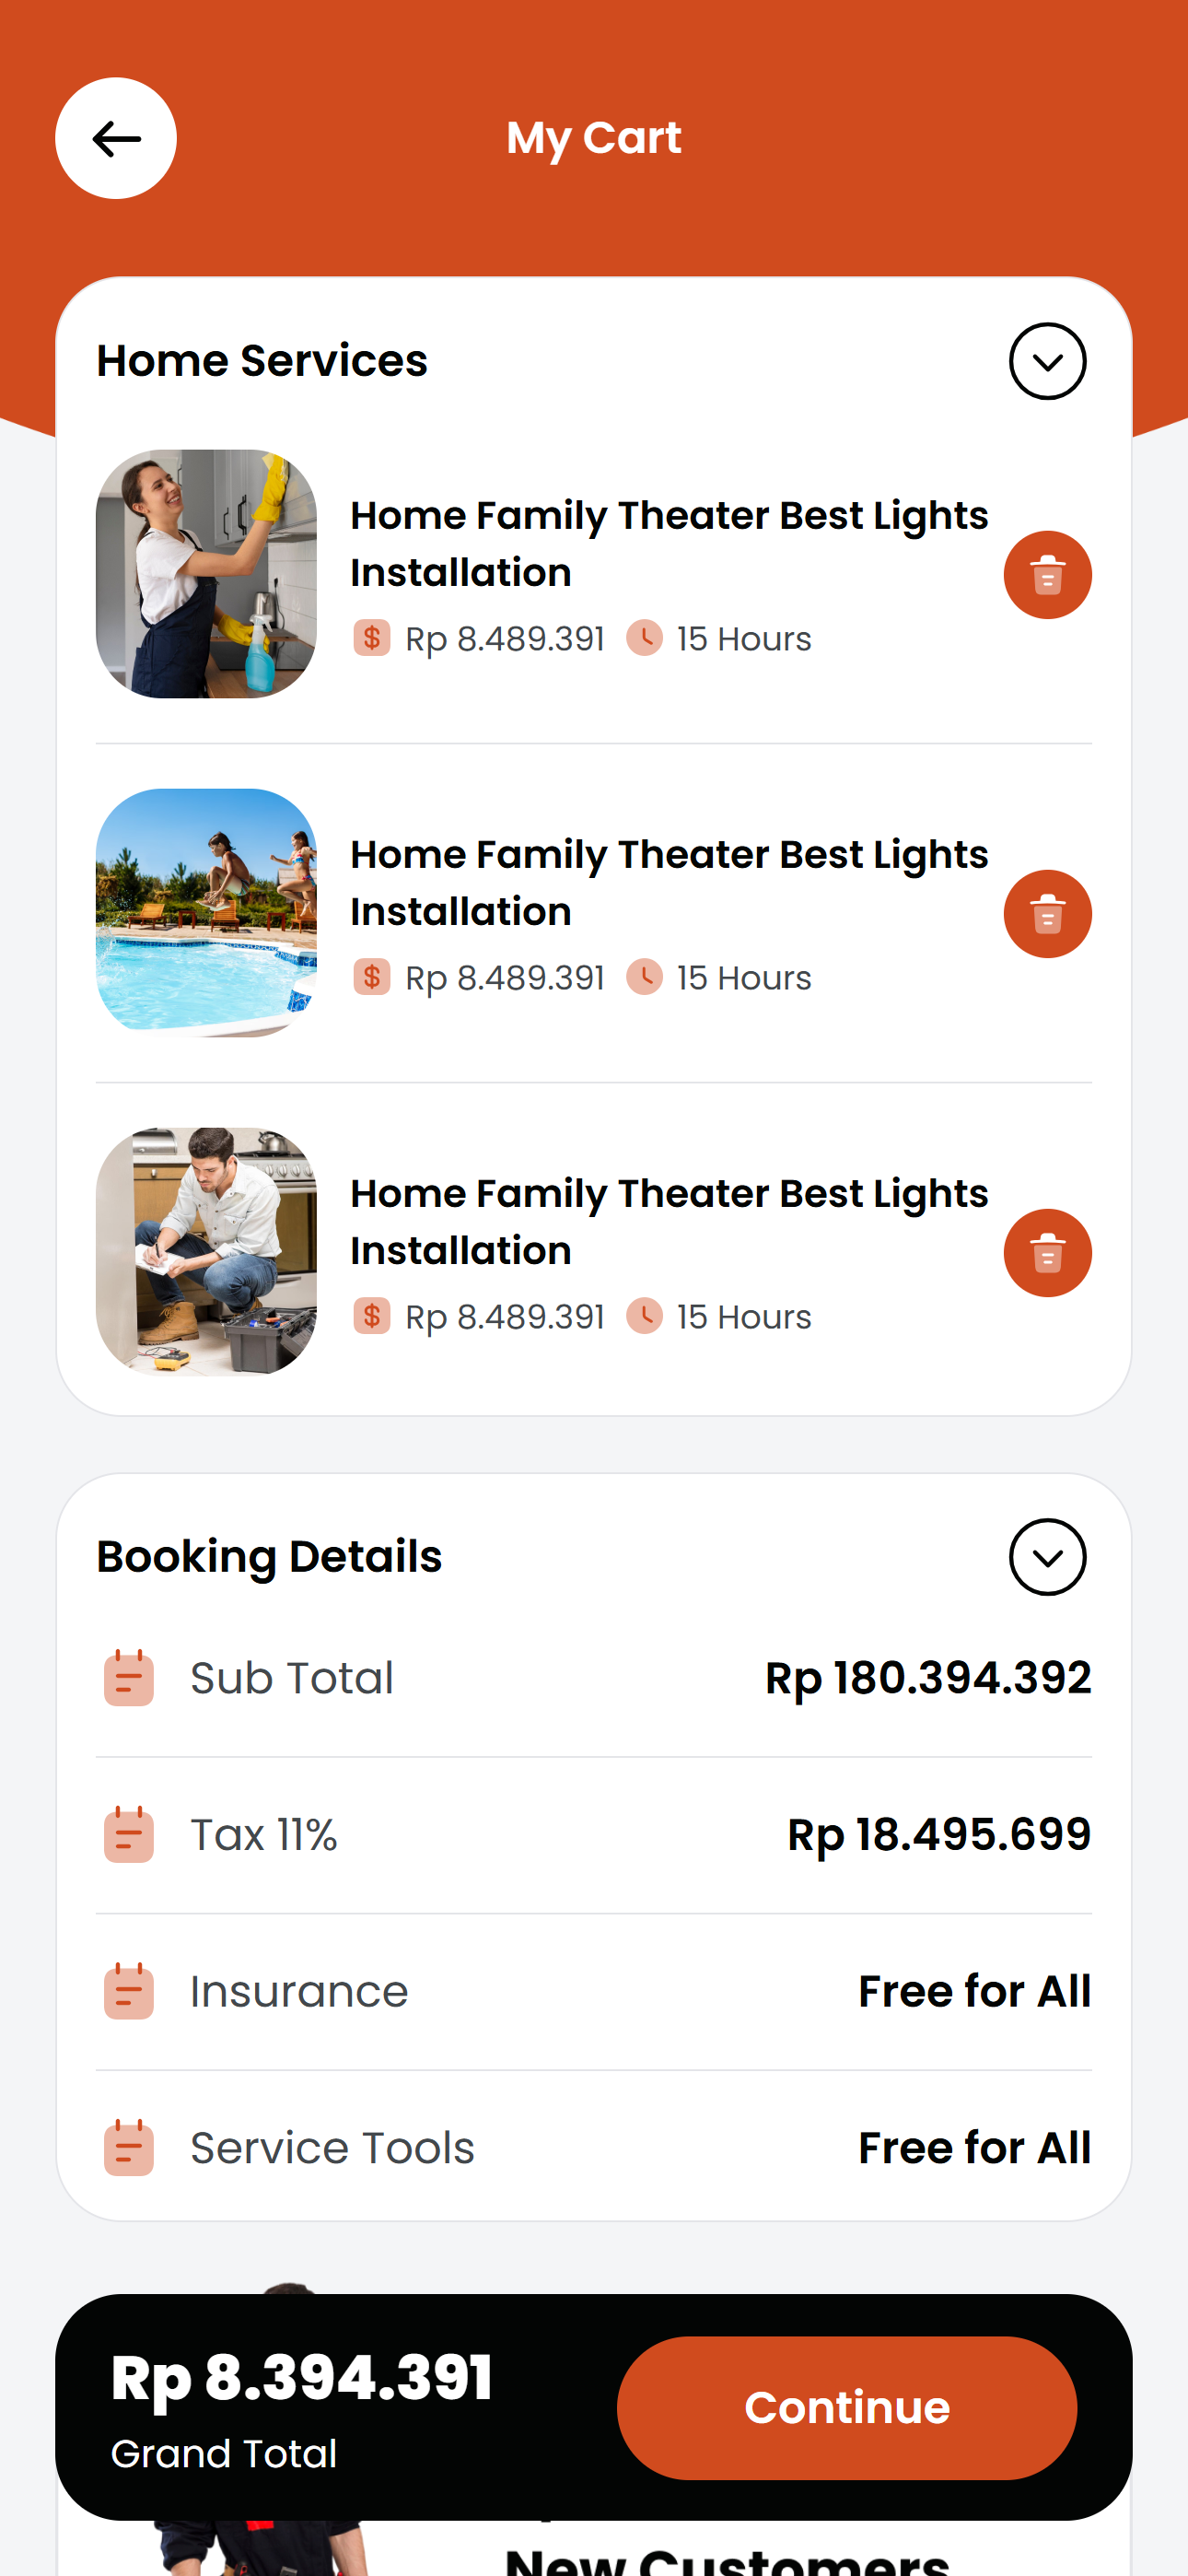 My Cart
Home Services
Home Family Theater Best Lights
Installation
$ Rp 8.489.391 15 Hours
Home Family Theater Best Lights
Installation
$ Rp 8.489.391 15 Hours
Home Family Theater Best Lights
Installation
$ Rp 8.489.391 15 Hours
Booking Details
Sub Total Rp 180.394.392
Tax 11% Rp 18.495.699
Insurance Free for All
Service Tools Free for All
Rp 8.394.391
Grand Total
Continue
New Customers